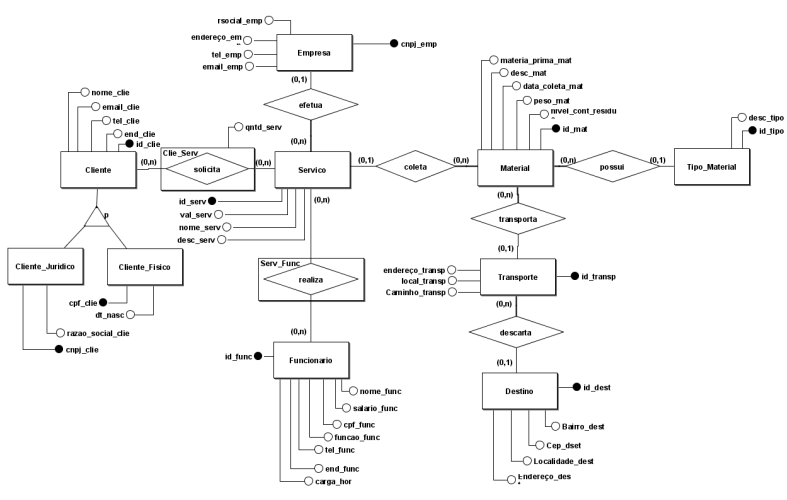 rsocial_emp
endereço_em
tel_emp
email_emp
Empresa
cnpj_emp
(0,1)
efetua
(0,n)
nome_clie
email_clie
tel_clie
end_clie
id_clie
Cliente
(0,n)
Clie_Serv
solicita
qntd_serv
(0,n)
Servico
(0,1)
coleta
(0,n)
materia_prima_mat
desc_mat
data_coleta_mat
peso_mat
nivel_cont_residu
id_mat
Material
(0,n)
possui
(0,1)
desc_tipo
id_tipo
Tipo_Material
p
Cliente_Juridico
Cliente_Fisico
cpf_clie
dt_nasc
razao_social_clie
cnpj_clie
id_serv
val_serv
nome_serv
desc_serv
(0,n)
Serv_Func
realiza
(0,n)
(0,n)
transporta
(0,1)
endereço_transp
local_transp
Caminho_transp
Transporte
id_transp
(0,n)
descarta
(0,1)
id_func
Funcionario
nome_func
salario_func
cpf_func
funcao_func
tel_func
end_func
carga_hor
Destino
id_dest
Bairro_dest
Cep_dset
Localidade_dest
Endereço_des